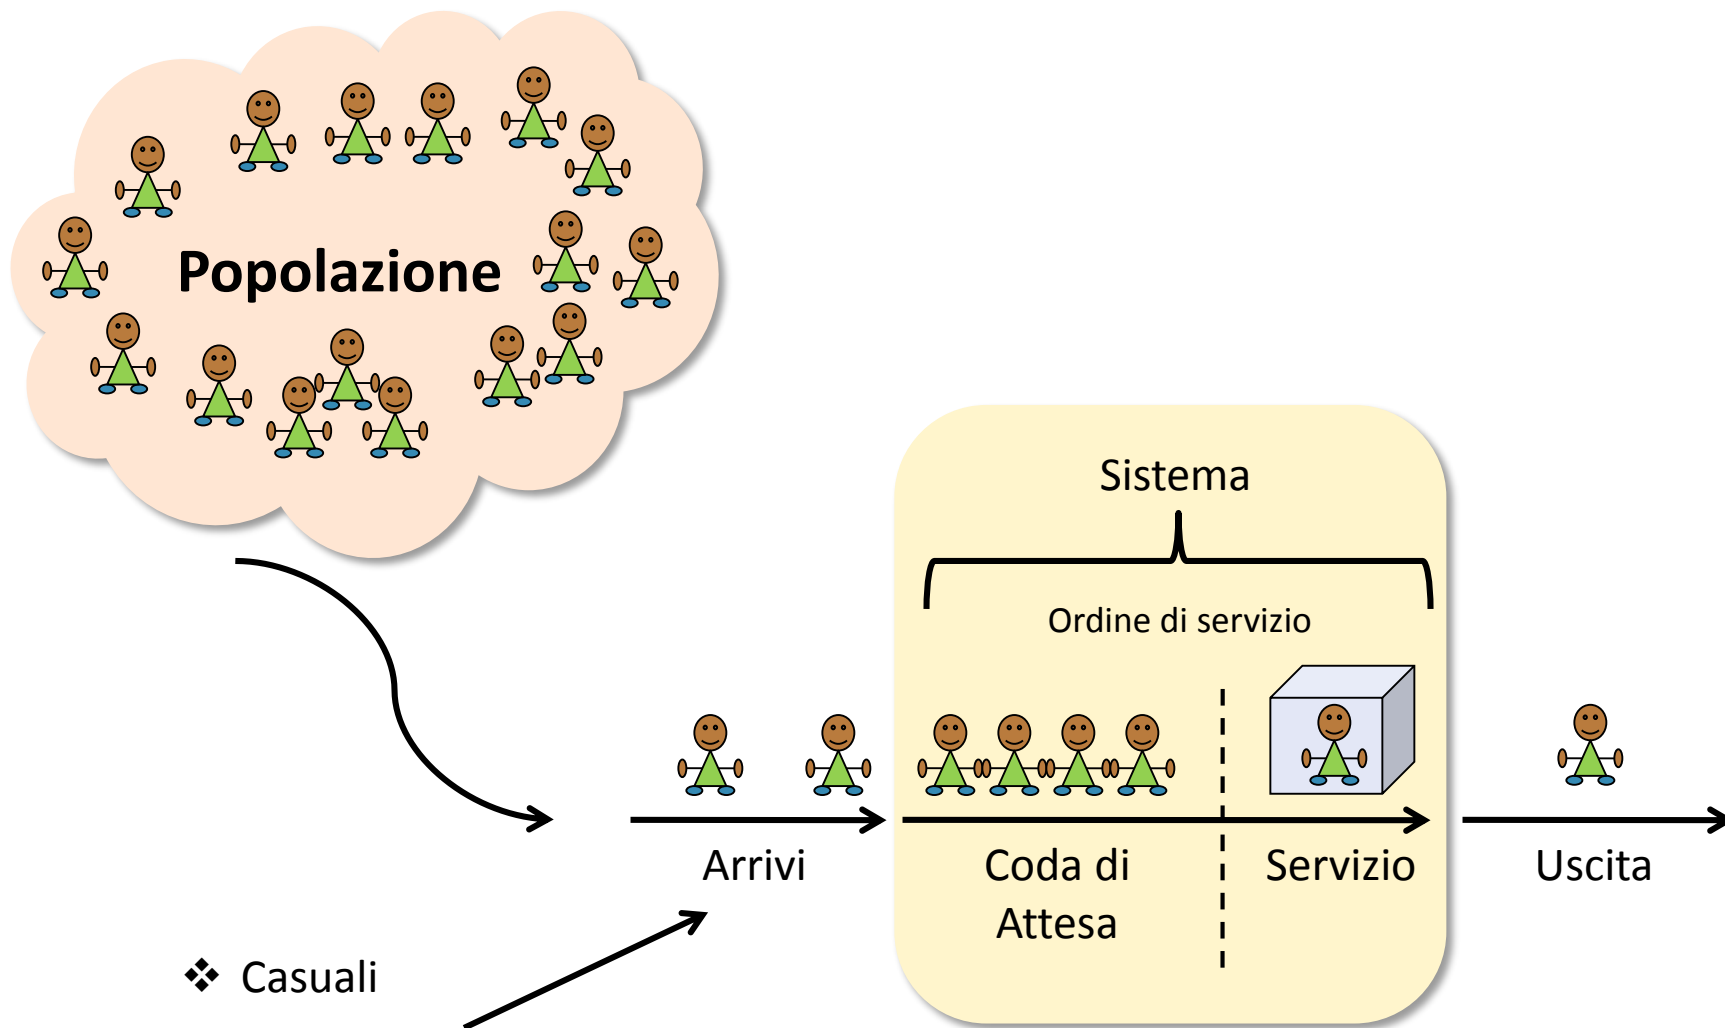 Popolazione
Sistema
Ordine di servizio
Arrivi
Coda di
Attesa
Servizio
Uscita
❖ Casuali